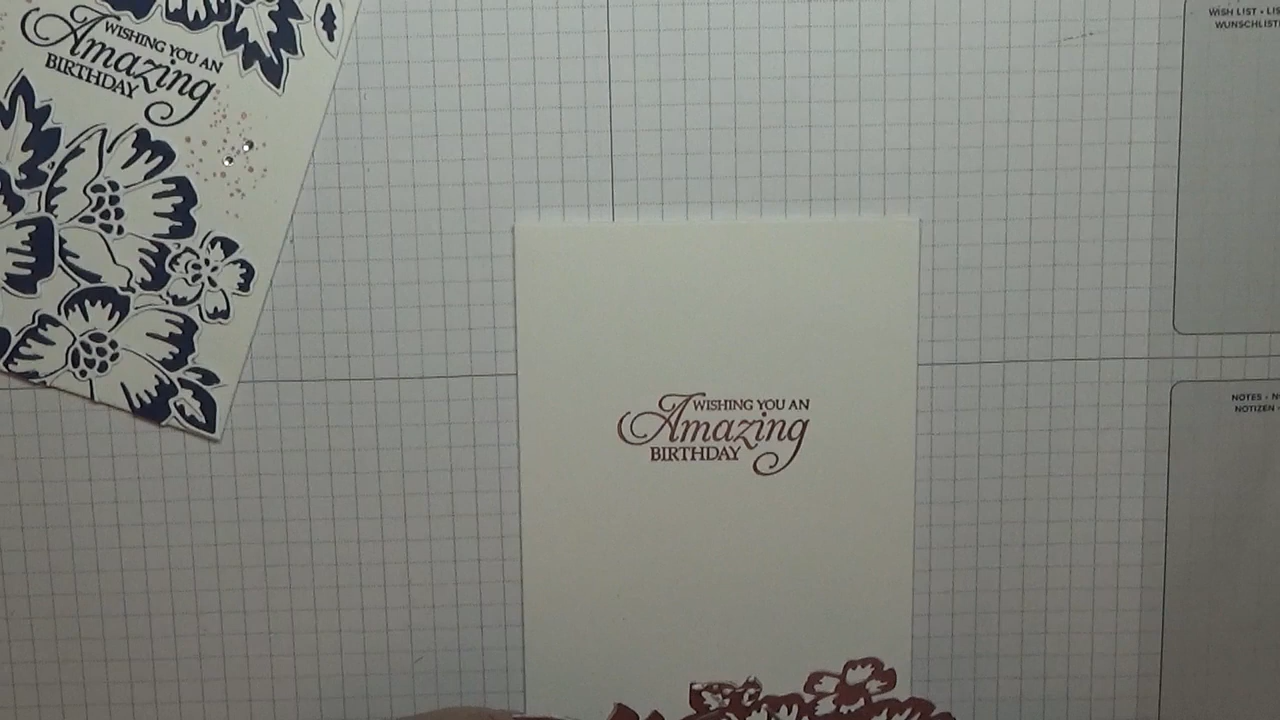 WISHING YOU AN
Amazing
BIRTHDAY
WISHING YOU AN
Amazing
BIRTHDAY
WISH LIST •
WUNSCHLIST
NOTES •
NOTIZEN